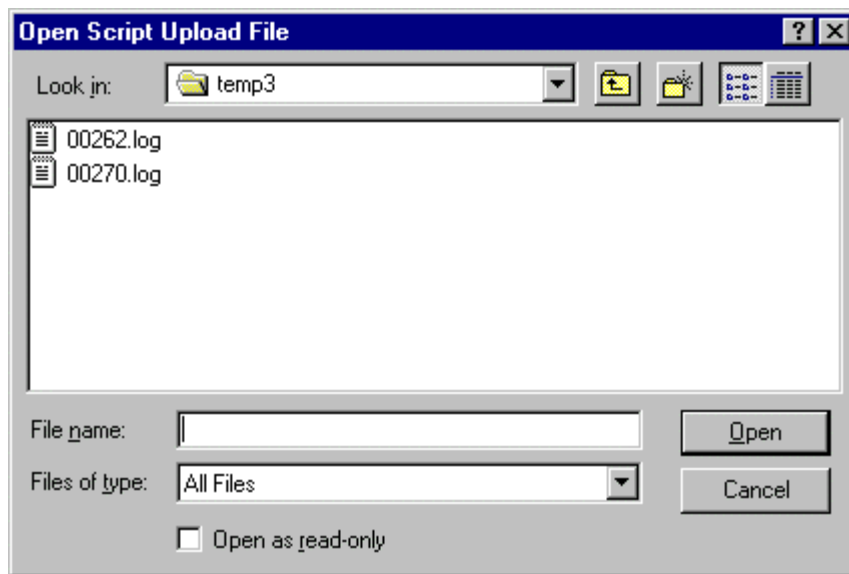 Open Script Upload File
Look in: temp3
00262.log
00270.log
File name: Open
Files of type: All Files Cancel
Open as read-only